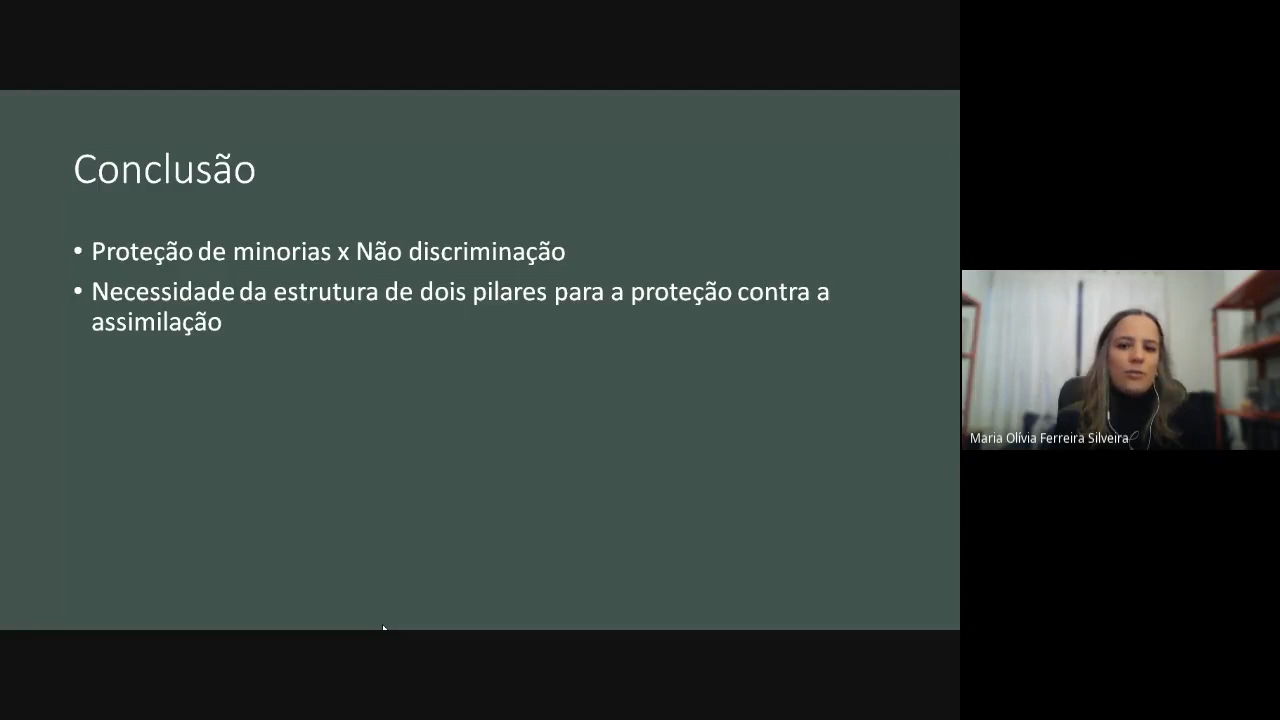 Conclusão
• Proteção de minorias x Não discriminação
• Necessidade da estrutura de dois pilares para a proteção contra a
assimilação
Maria Olívia Ferreira Silveira